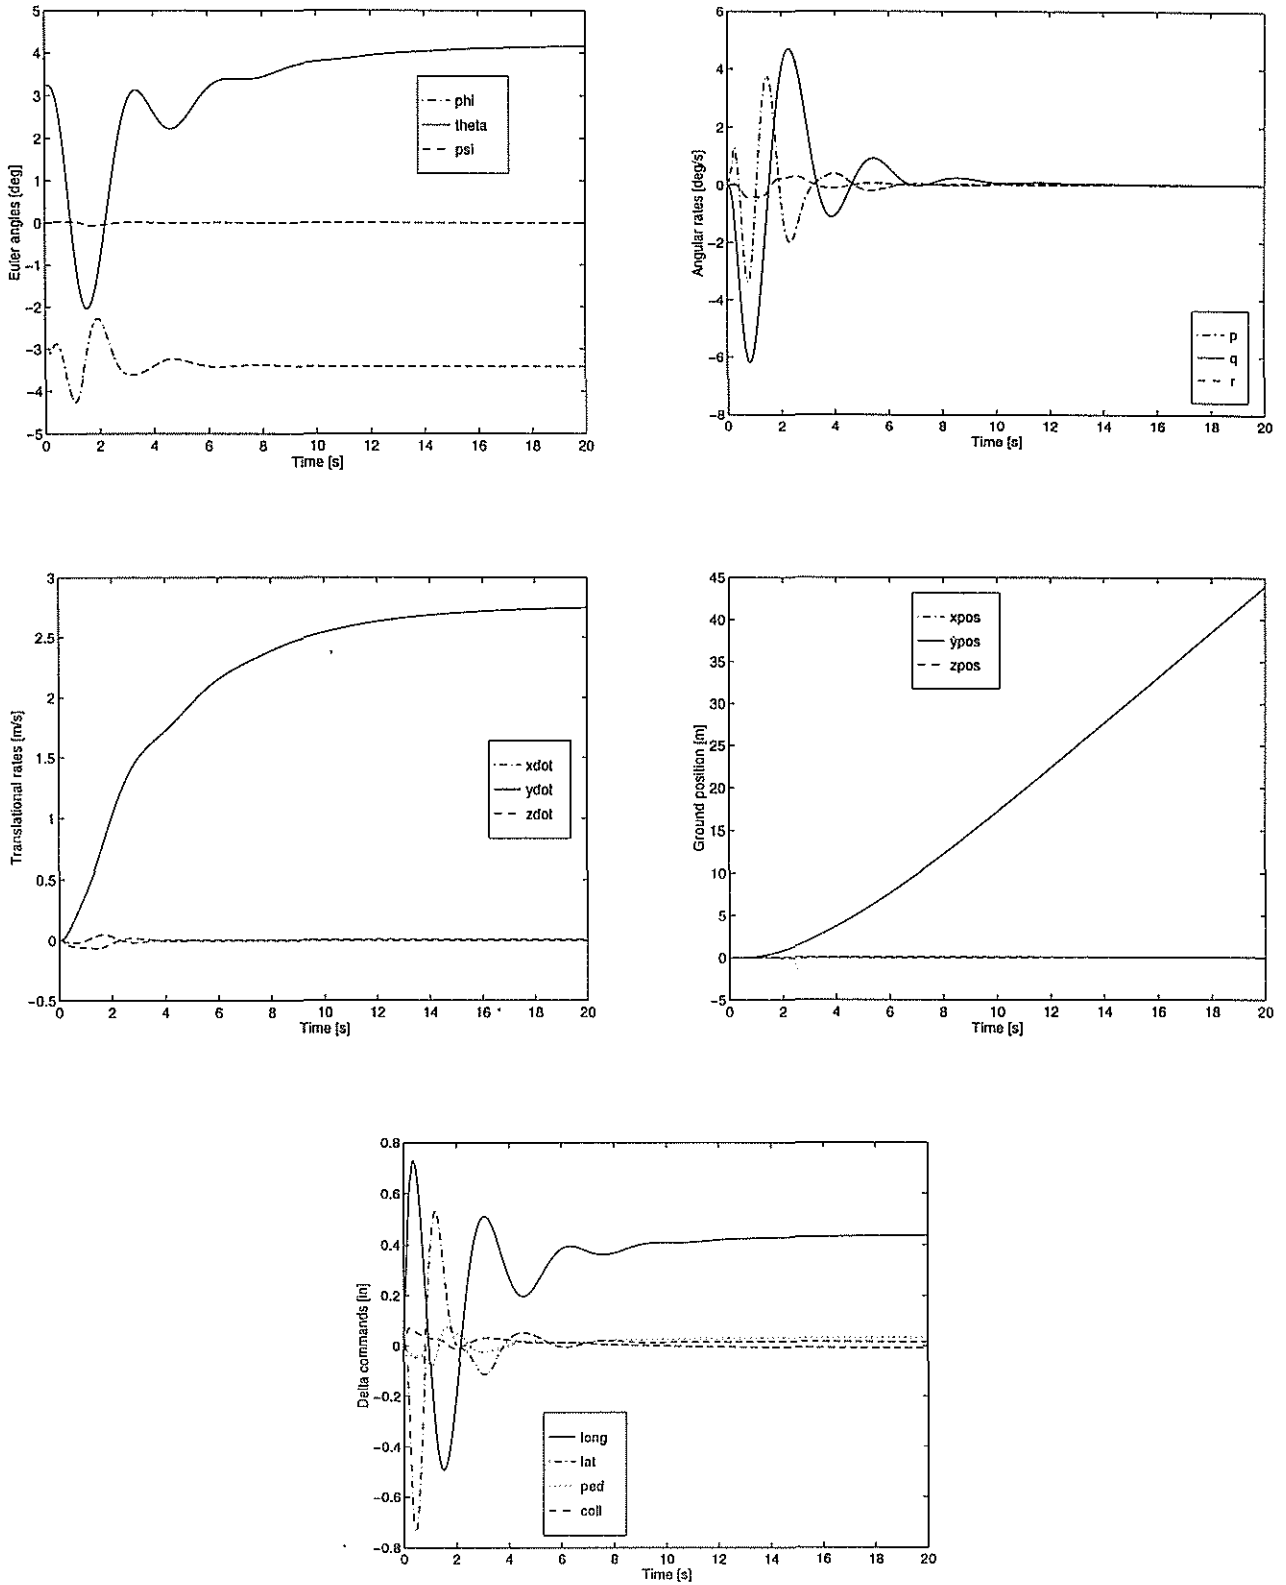 5
4
3
2
1
0
−1
−2
−3
−4
−5
Euler angles [deg]
phi
theta
psi
0 2 4 6 8 10 12 14 16 18 20
Time [s]
6
4
2
0
−2
−4
−6
−8
Angular rates [deg/s]
p
q
r
0 2 4 6 8 10 12 14 16 18 20
Time [s]
3
2.5
2
1.5
1
0.5
0
−0.5
Translational rates [m/s]
xdot
ydot
zdot
0 2 4 6 8 10 12 14 16 18 20
Time [s]
45
40
35
30
25
20
15
10
5
0
−5
Ground position [m]
xpos
ypos
zpos
0 2 4 6 8 10 12 14 16 18 20
Time [s]
0.8
0.6
0.4
0.2
0
−0.2
−0.4
−0.6
−0.8
Delta commands [in]
long
lat
ped
coll
0 2 4 6 8 10 12 14 16 18 20
Time [s]